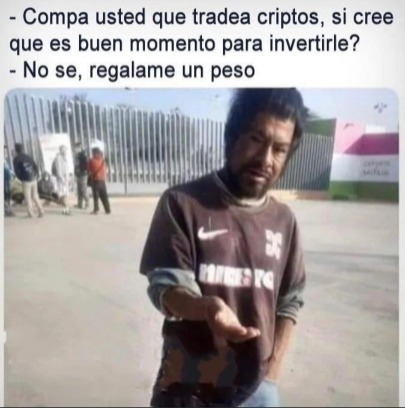 - Compa usted que tradea criptos, si cree
que es buen momento para invertirle?
- No se, regalame un peso